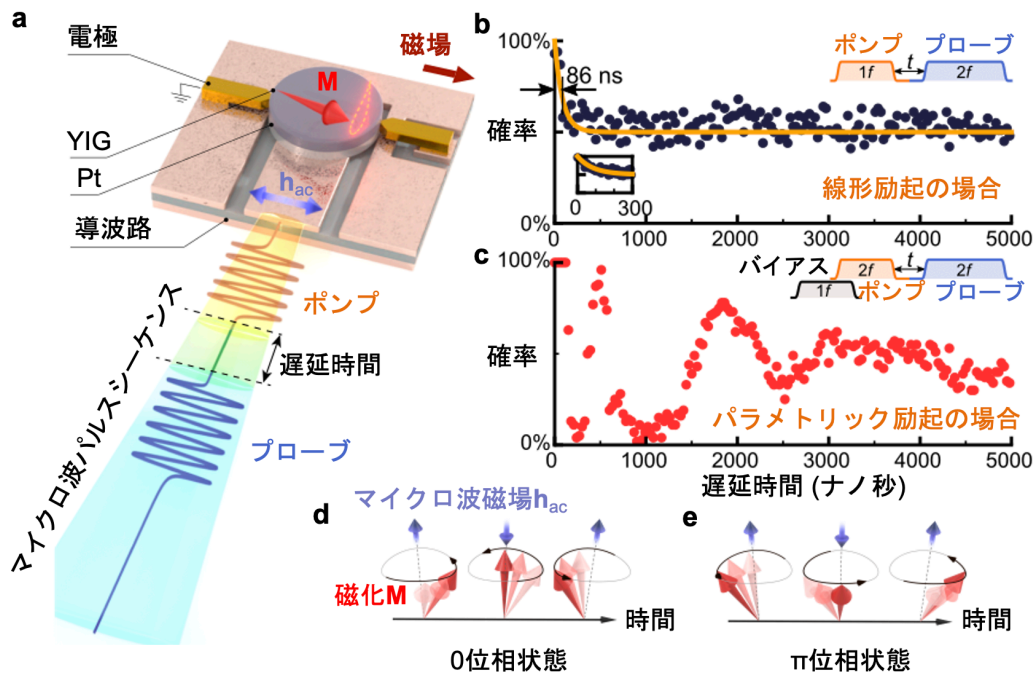 a
電極
磁場
M
YIG
Pt
h_ac
導波路
ポンプ
遅延時間
プローブ
マイクロ波パルスシーケンス
b
100%
86 ns
ポンプ
プローブ
1f
t
2f
確率
0
300
線形励起の場合
0%
0
1000
2000
3000
4000
5000
c
100%
バイアス
2f
t
2f
1f
ポンプ
プローブ
確率
パラメトリック励起の場合
0%
0
1000
2000
3000
4000
5000
遅延時間 (ナノ秒)
マイクロ波磁場h_ac
d
磁化M
時間
0位相状態
e
時間
π位相状態